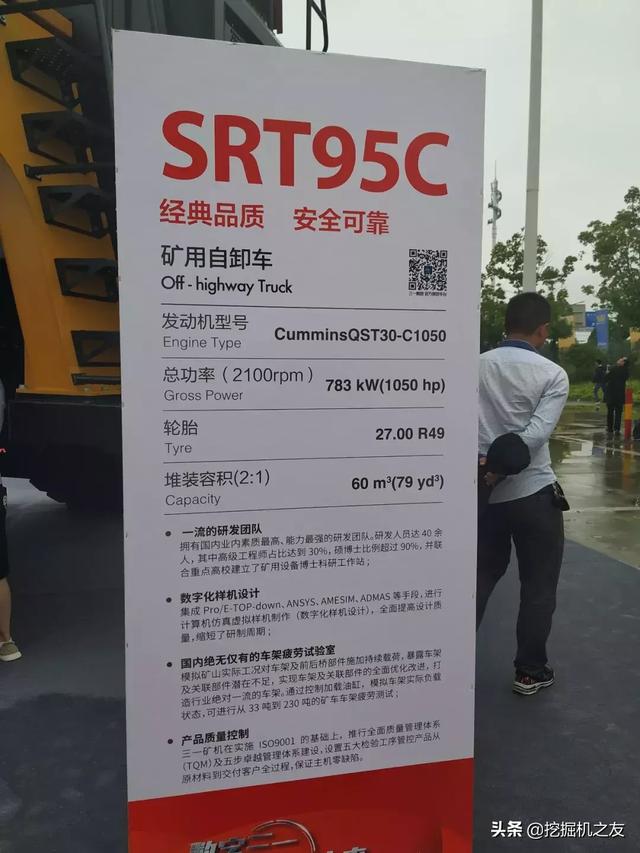 SRT95C
经典品质 安全可靠
矿用自卸车
Off - highway Truck
发动机型号
Engine Type
CumminsQST30-C1050
总功率（2100rpm）
Gross Power
783 kW(1050 hp)
轮胎
Tyre
27.00 R49
堆装容积(2:1)
Capacity
60 m³(79 yd³)
• 一流的研发团队
拥有国内业内素质最高、能力最强的研发团队。研发人员达 40 余
人，其中高级工程师占比达到 30%，硕博士比例超过 90%，并联
合重点高校建立了矿用设备博士科研工作站；
• 数字化样机设计
集成 Pro/E-TOP-down、ANSYS、AMESIM、ADMAS 等手段，进行
计算机仿真虚拟样机制作（数字化样机设计），全面提高设计质
量，缩短了研制周期；
• 国内绝无仅有的车架疲劳试验室
模拟矿山实际工况对车架及前后桥部件施加持续载荷，暴露车架
及关联部件潜在不足，实现车架及关联部件的全面优化改进，打
造行业绝对一流的车架。通过控制加载油缸，模拟车架实际负载
状态，可进行从 33 吨到 230 吨的矿车车架疲劳测试；
• 产品质量控制
三一矿机在实施 ISO9001 的基础上，推行全面质量管理体系
(TQM)及五步卓越管理体系建设，设置五大检验工序管控产品从
原材料到交付客户全过程，保证主机零缺陷。
头条 @挖掘机之友